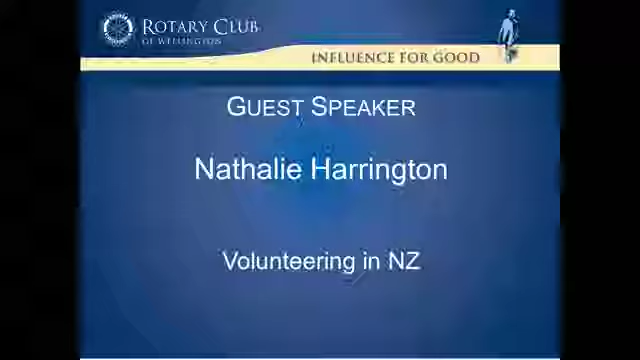 ROTARY CLUB
OF WELLINGTON
INFLUENCE FOR GOOD
GUEST SPEAKER
Nathalie Harrington
Volunteering in NZ